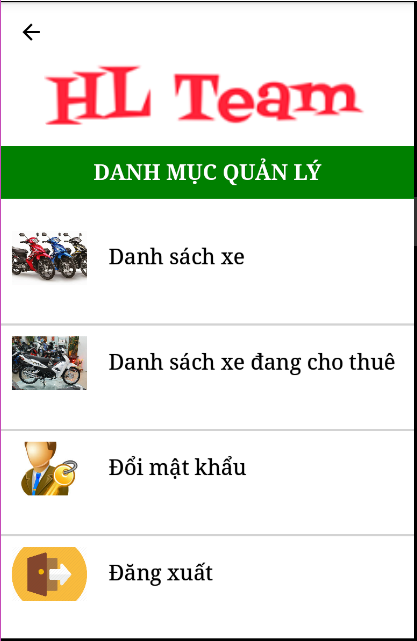 HL Team
DANH MỤC QUẢN LÝ
Danh sách xe
Danh sách xe đang cho thuê
Đổi mật khẩu
Đăng xuất